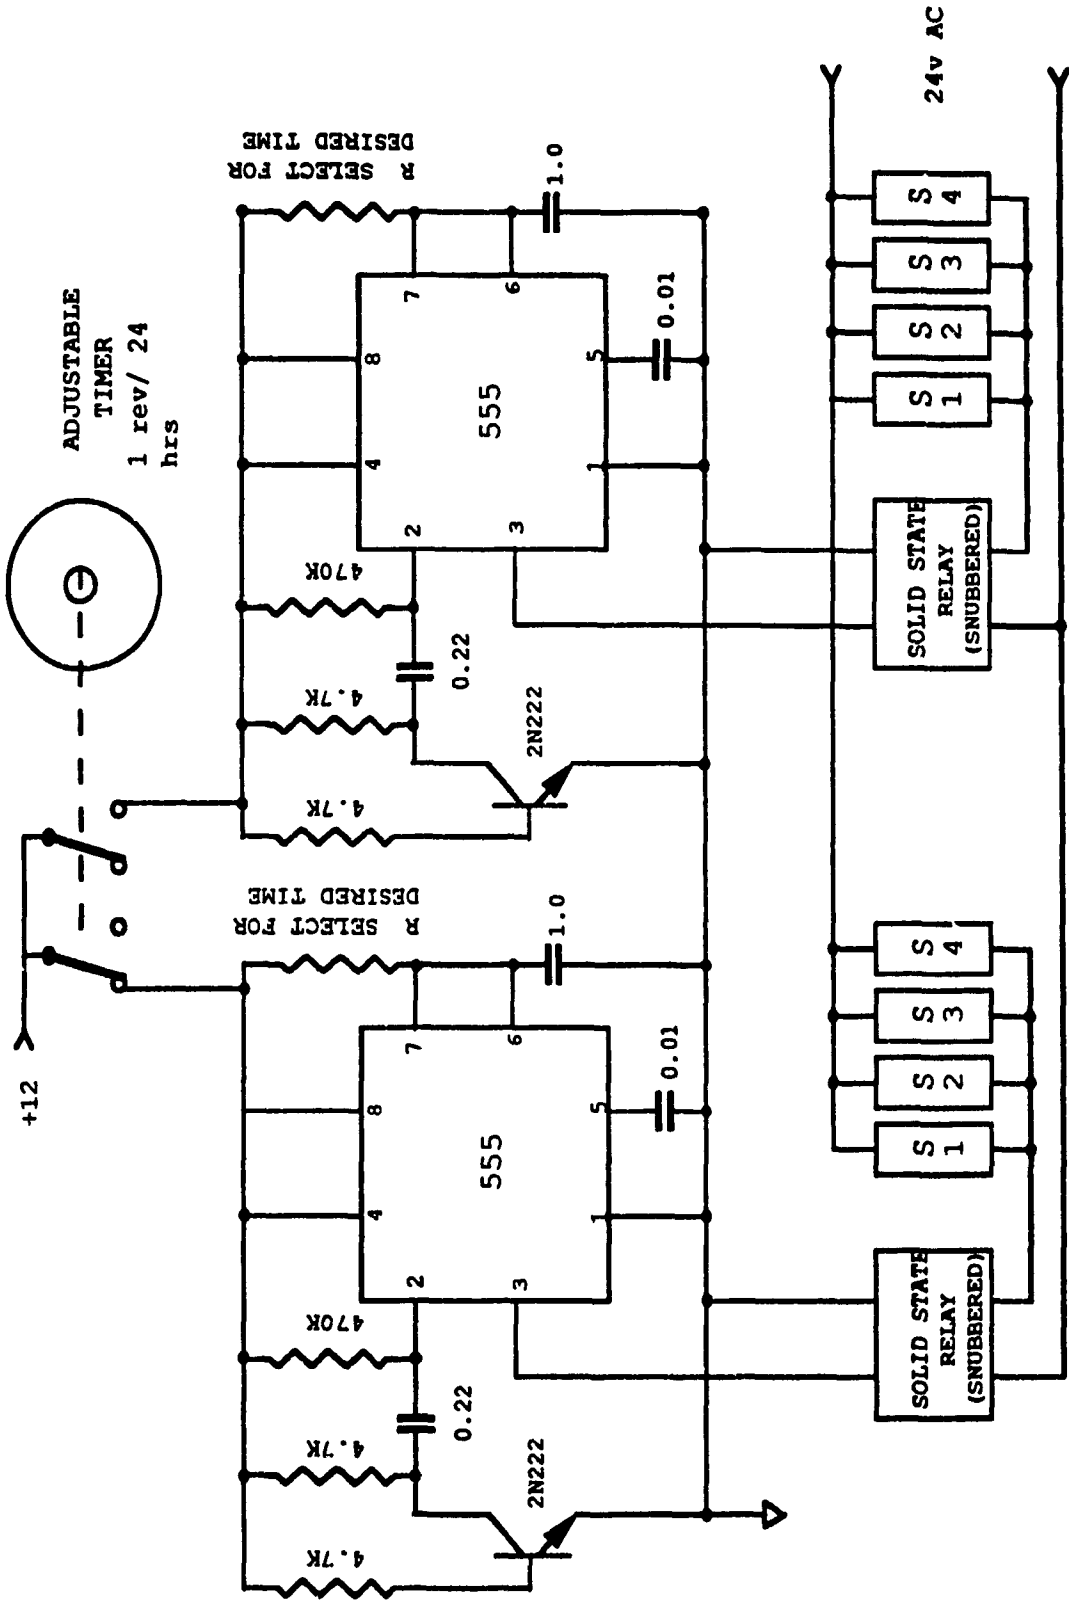 +12
ADJUSTABLE
TIMER
1 rev/ 24
hrs
4.7K
4.7K
470K
R SELECT FOR
DESIRED TIME
0.22
2N222
2
4
8
7
3
555
6
1
5
1.0
0.01
4.7K
4.7K
470K
R SELECT FOR
DESIRED TIME
0.22
2N222
2
4
8
7
3
555
6
1
5
1.0
0.01
SOLID STATE
RELAY
(SNUBBERED)
S 1
S 2
S 3
S 4
SOLID STATE
RELAY
(SNUBBERED)
S 1
S 2
S 3
S 4
24v AC